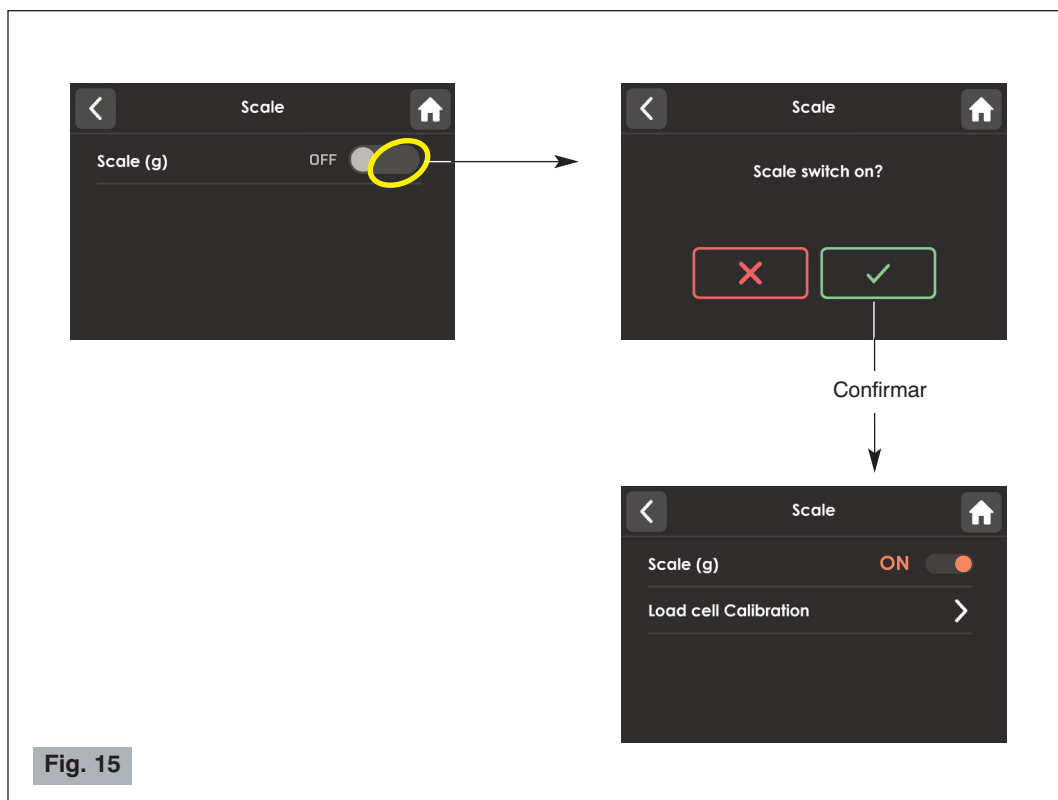 Scale
Scale (g) OFF
Scale
Scale switch on?
Confirmar
Scale
Scale (g) ON
Load cell Calibration
Fig. 15